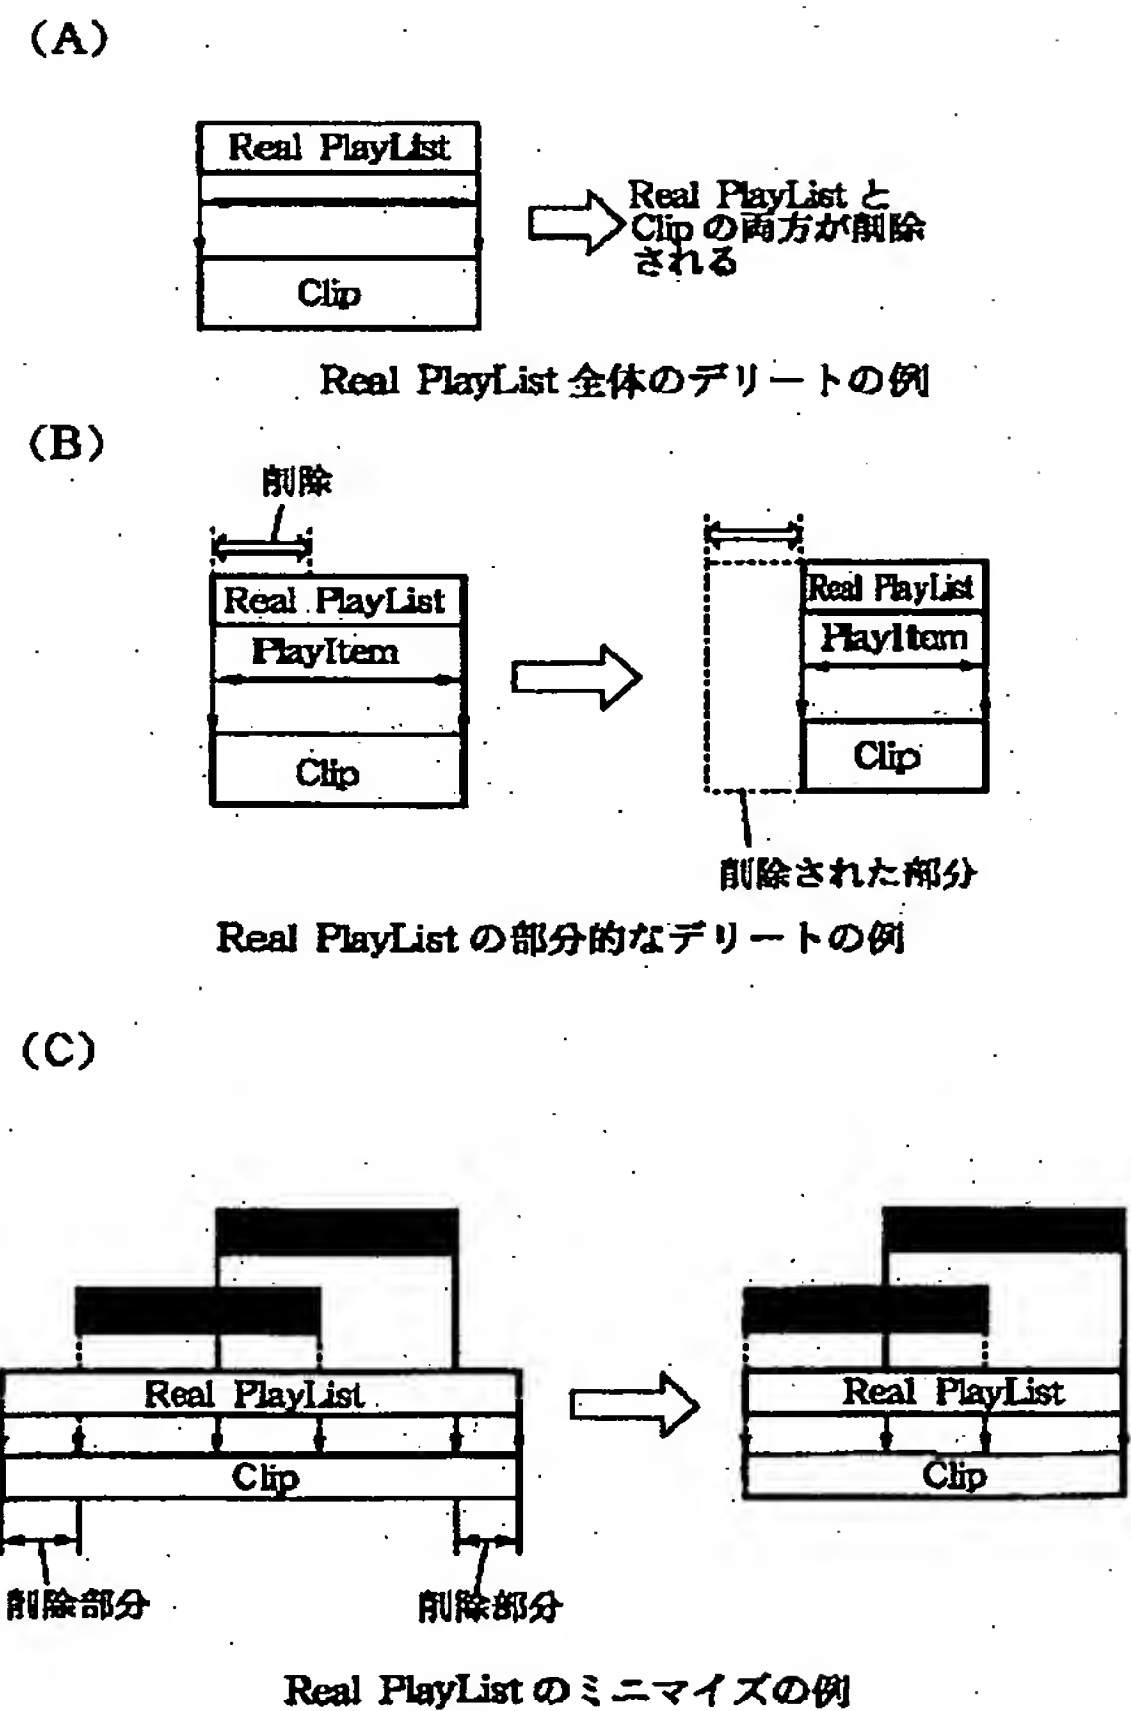 (A)
Real PlayList
Real PlayList と
Clip の両方が削除
される
Clip
Real PlayList 全体のデリートの例
(B)
削除
Real PlayList
PlayItem
Clip
Real PlayList
PlayItem
Clip
削除された部分
Real PlayList の部分的なデリートの例
(C)
Real PlayList
Clip
Real PlayList
Clip
削除部分
削除部分
Real PlayList のミニマイズの例